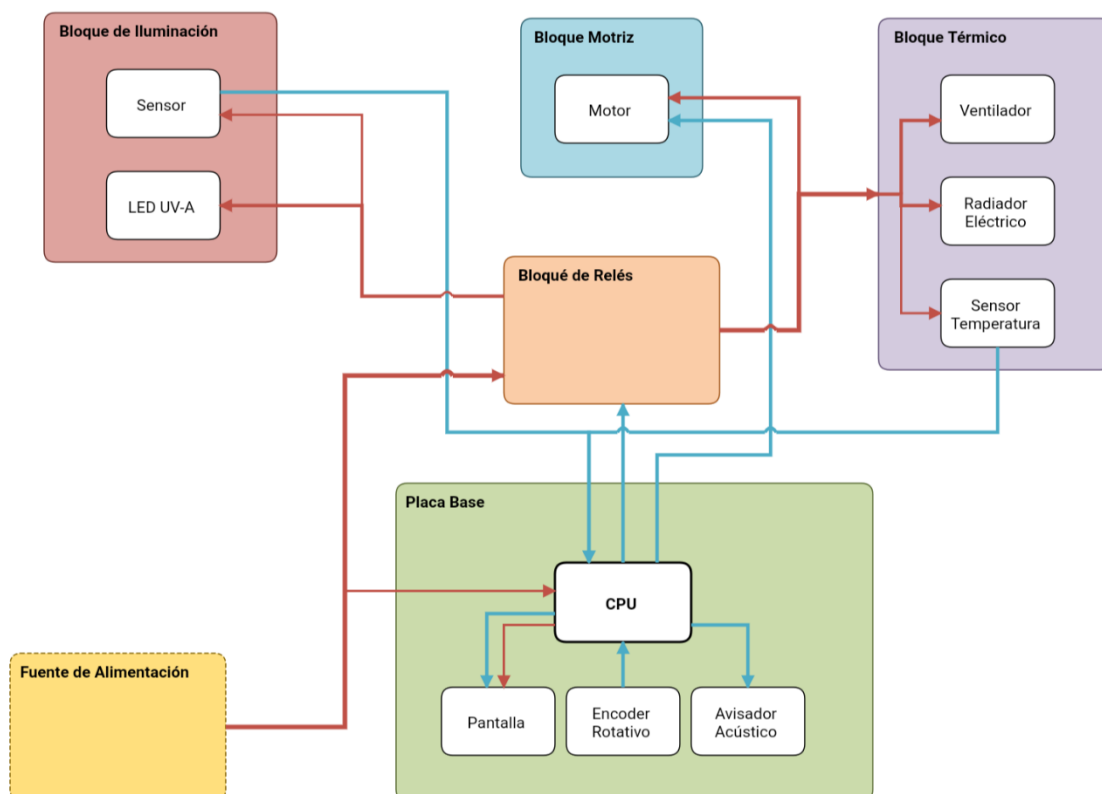 Bloque de Iluminación
Sensor
LED UV-A
Bloque Motriz
Motor
Bloque Térmico
Ventilador
Radiador
Eléctrico
Sensor
Temperatura
Bloqué de Relés
Placa Base
CPU
Pantalla
Encoder
Rotativo
Avisador
Acústico
Fuente de Alimentación